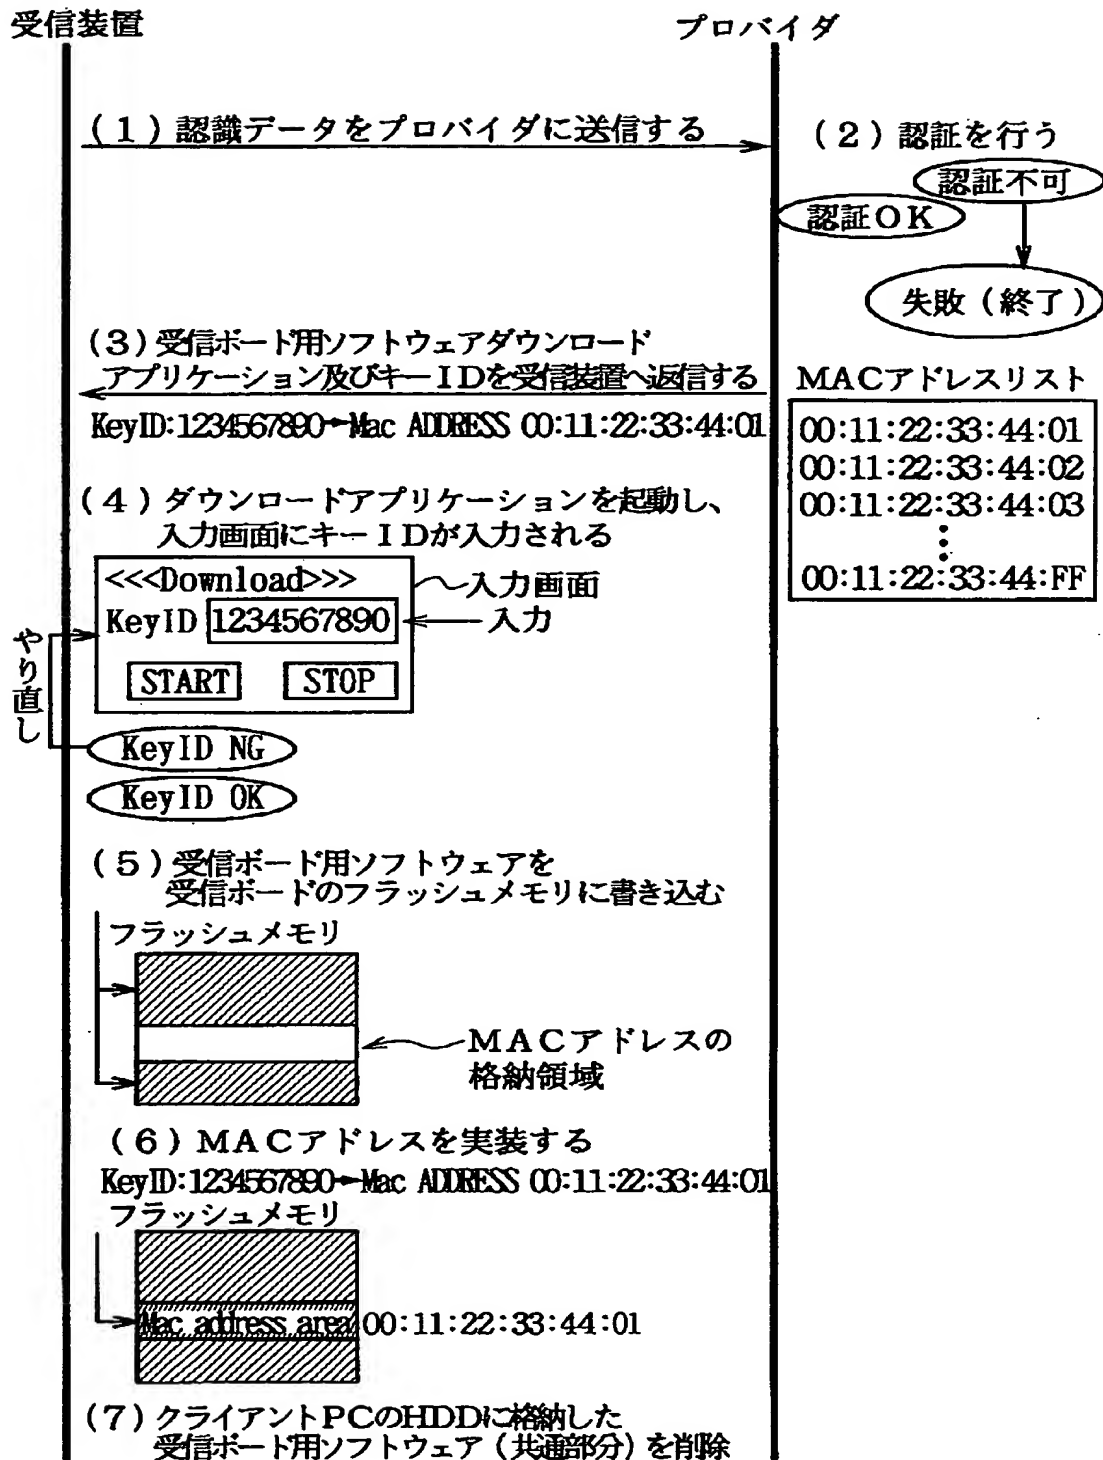 受信装置
プロバイダ
(1)認識データをプロバイダに送信する
(2)認証を行う
認証不可
認証OK
失敗(終了)
(3)受信ボード用ソフトウェアダウンロード
アプリケーション及びキーIDを受信装置へ返信する
KeyID:1234567890→Mac ADDRESS 00:11:22:33:44:01
MACアドレスリスト
00:11:22:33:44:01
00:11:22:33:44:02
00:11:22:33:44:03
⋮
00:11:22:33:44:FF
(4)ダウンロードアプリケーションを起動し、
入力画面にキーIDが入力される
<<<Download>>>
入力画面
KeyID 1234567890
入力
START STOP
やり直し
KeyID NG
KeyID OK
(5)受信ボード用ソフトウェアを
受信ボードのフラッシュメモリに書き込む
フラッシュメモリ
MACアドレスの
格納領域
(6)MACアドレスを実装する
KeyID:1234567890→Mac ADDRESS 00:11:22:33:44:01
フラッシュメモリ
Mac address area 00:11:22:33:44:01
(7)クライアントPCのHDDに格納した
受信ボード用ソフトウェア(共通部分)を削除